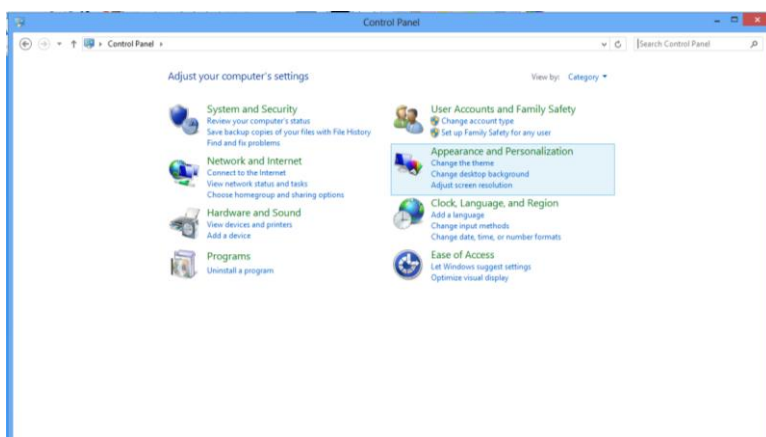 Control Panel
Control Panel
Search Control Panel
Adjust your computer's settings
View by: Category
System and Security
Review your computer's status
Save backup copies of your files with File History
Find and fix problems
Network and Internet
Connect to the Internet
View network status and tasks
Choose homegroup and sharing options
Hardware and Sound
View devices and printers
Add a device
Programs
Uninstall a program
User Accounts and Family Safety
Change account type
Set up Family Safety for any user
Appearance and Personalization
Change the theme
Change desktop background
Adjust screen resolution
Clock, Language, and Region
Add a language
Change input methods
Change date, time, or number formats
Ease of Access
Let Windows suggest settings
Optimize visual display